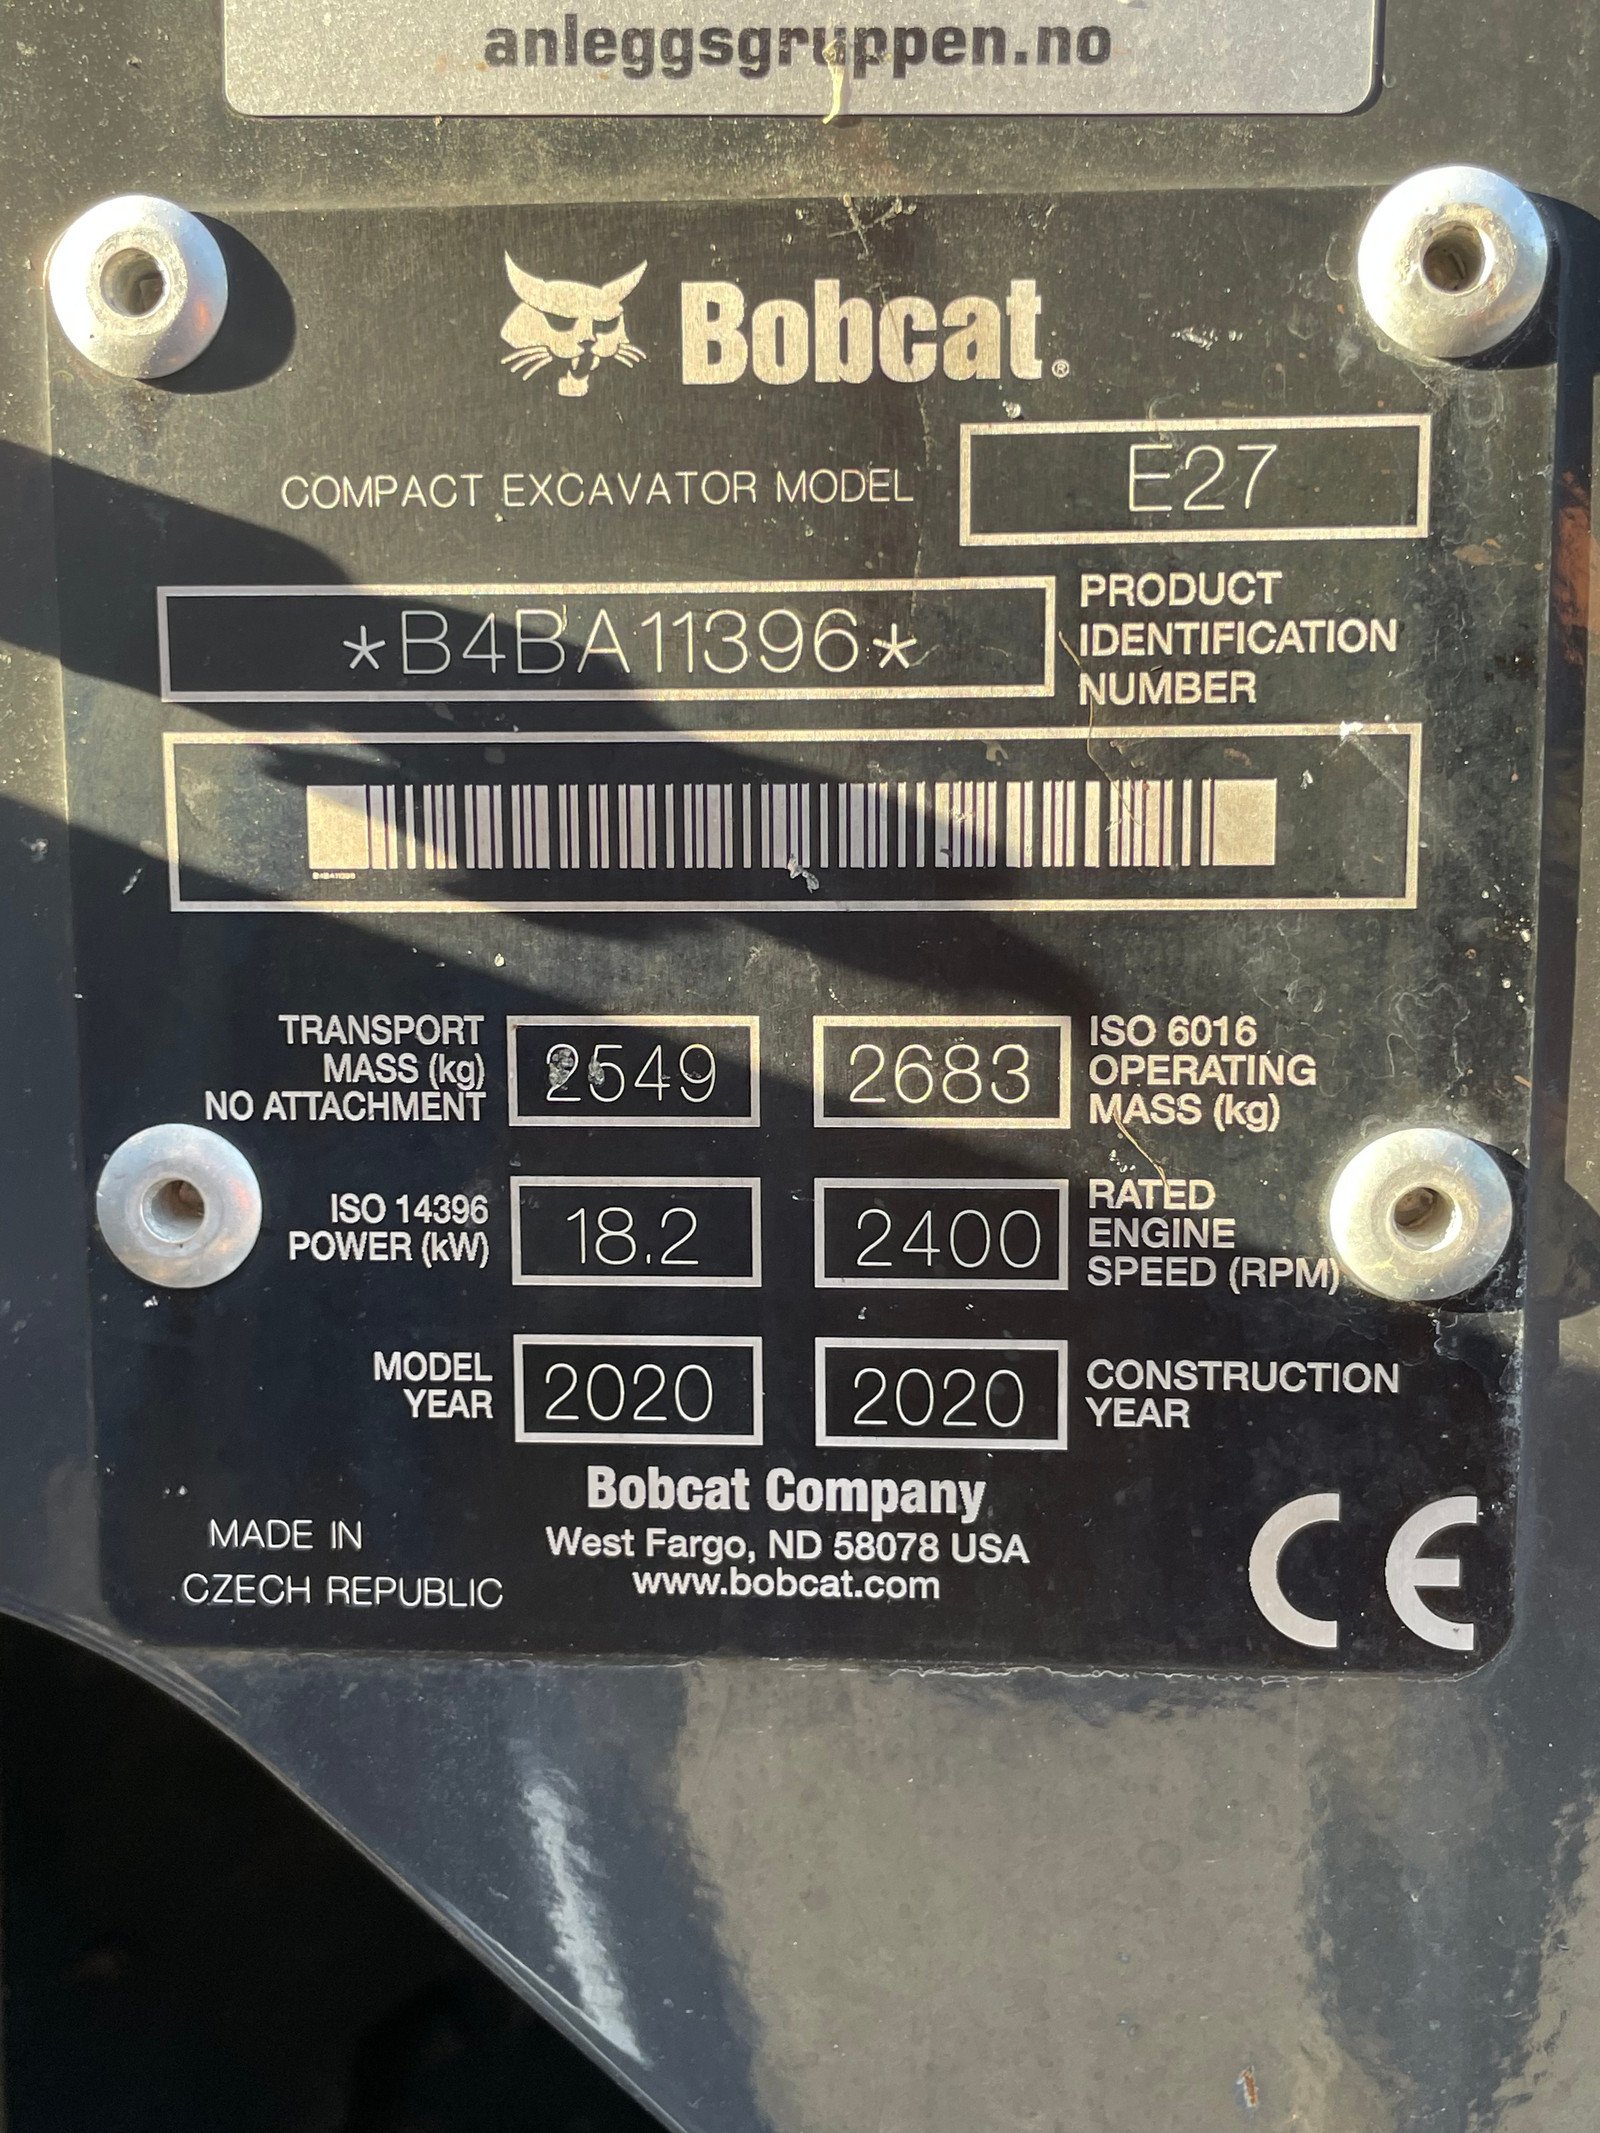 anleggsgruppen.no
Bobcat®
COMPACT EXCAVATOR MODEL E27
*B4BA11396* PRODUCT
IDENTIFICATION
NUMBER
B4BA11396
TRANSPORT
MASS (kg)
NO ATTACHMENT
2549
2683
ISO 6016
OPERATING
MASS (kg)
ISO 14396
POWER (kW)
18.2
2400
RATED
ENGINE
SPEED (RPM)
MODEL
YEAR
2020
2020
CONSTRUCTION
YEAR
Bobcat Company
West Fargo, ND 58078 USA
www.bobcat.com
MADE IN
CZECH REPUBLIC
CE